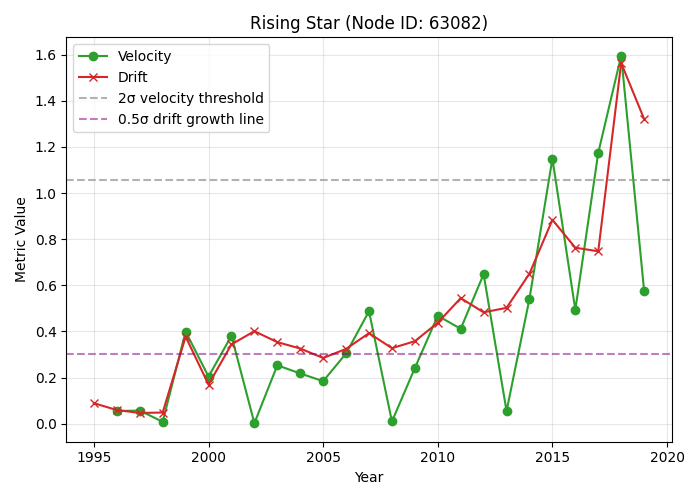 Rising Star (Node ID: 63082)
Velocity
Drift
2σ velocity threshold
0.5σ drift growth line
Metric Value
1.6
1.4
1.2
1.0
0.8
0.6
0.4
0.2
0.0
1995 2000 2005 2010 2015 2020
Year